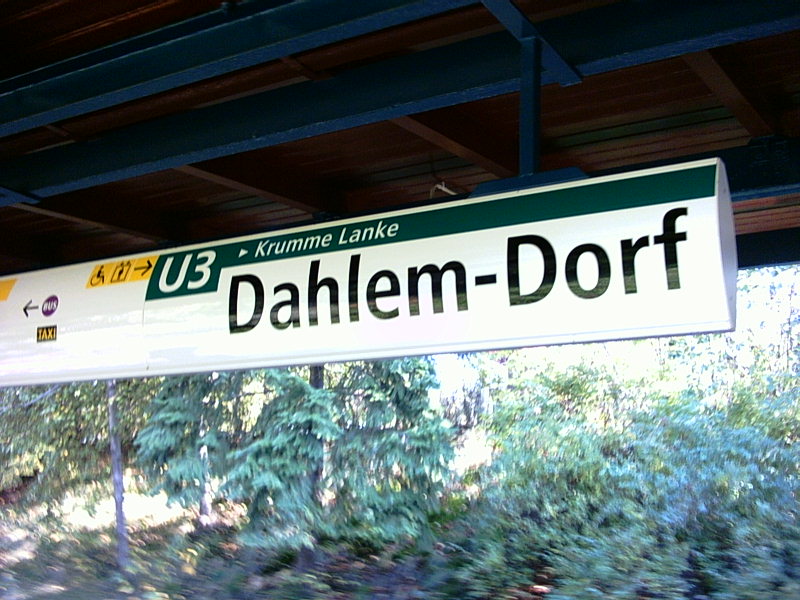 U3 Krumme Lanke
Dahlem-Dorf
BUS
TAXI